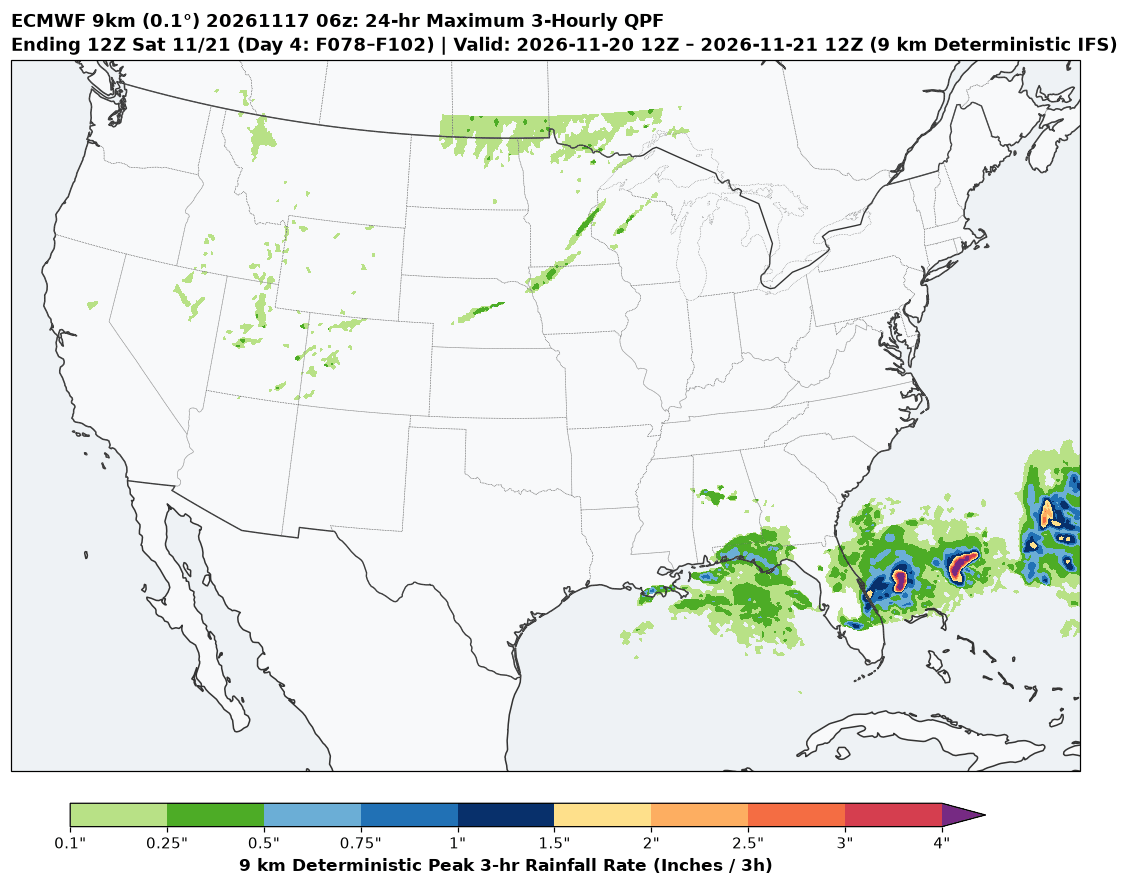 ECMWF 9km (0.1°) 20261117 06z: 24-hr Maximum 3-Hourly QPF
Ending 12Z Sat 11/21 (Day 4: F078–F102) | Valid: 2026-11-20 12Z – 2026-11-21 12Z (9 km Deterministic IFS)
0.1" 0.25" 0.5" 0.75" 1" 1.5" 2" 2.5" 3" 4"
9 km Deterministic Peak 3-hr Rainfall Rate (Inches / 3h)